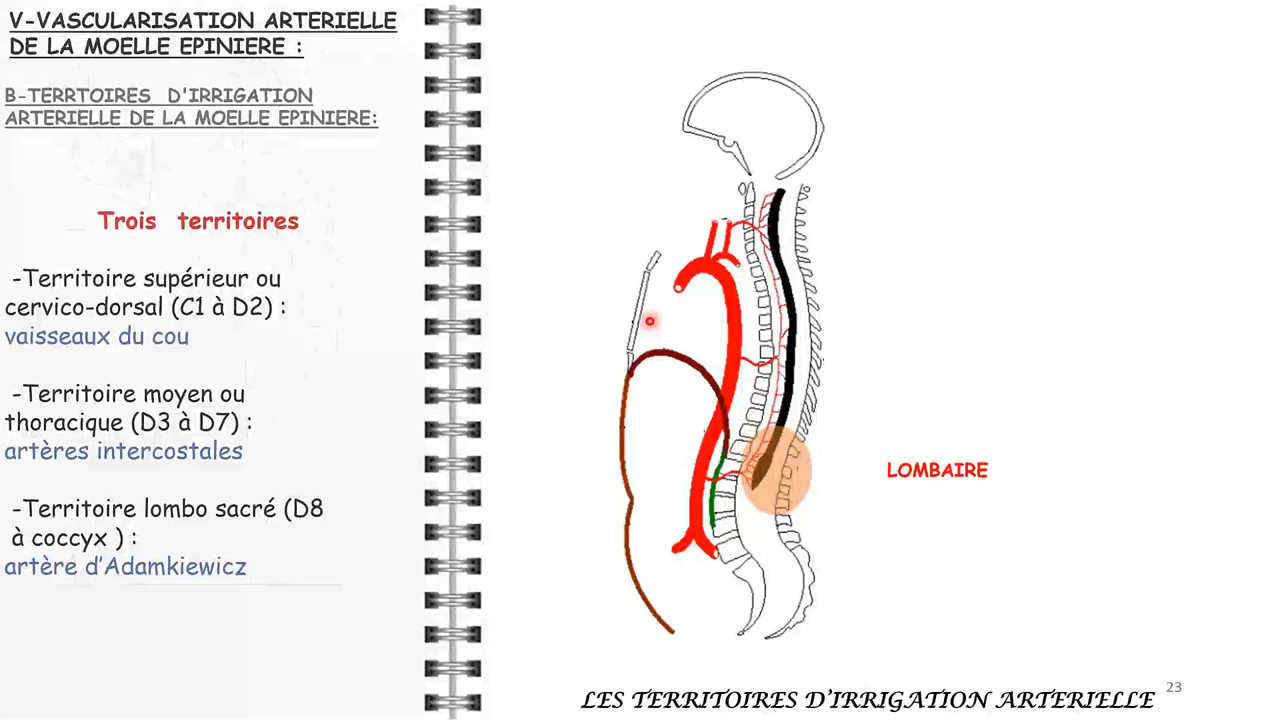 V-VASCULARISATION ARTERIELLE
DE LA MOELLE EPINIERE :
B-TERRTOIRES D'IRRIGATION
ARTERIELLE DE LA MOELLE EPINIERE:
Trois territoires
-Territoire supérieur ou
cervico-dorsal (C1 à D2) :
vaisseaux du cou
-Territoire moyen ou
thoracique (D3 à D7) :
artères intercostales
-Territoire lombo sacré (D8
à coccyx ) :
artère d’Adamkiewicz
LOMBAIRE
LES TERRITOIRES D’IRRIGATION ARTERIELLE
23